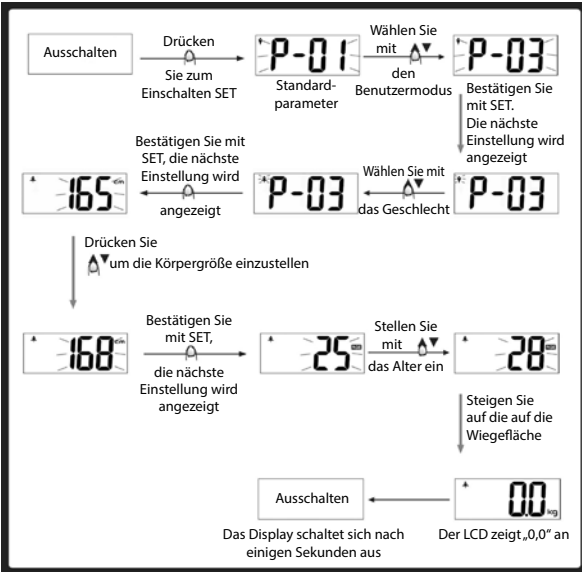 Ausschalten
Drücken
Sie zum
Einschalten SET
P-01
Standard-
parameter
Wählen Sie
mit
den
Benutzermodus
P-03
Bestätigen Sie
mit SET.
Die nächste
Einstellung wird
angezeigt
P-03
Wählen Sie mit
das Geschlecht
P-03
Bestätigen Sie mit
SET, die nächste
Einstellung wird
angezeigt
165 cm
Drücken Sie
um die Körpergröße einzustellen
168 cm
Bestätigen Sie
mit SET,
die nächste
Einstellung wird
angezeigt
25
Stellen Sie
mit
das Alter ein
28
Steigen Sie
auf die auf die
Wiegefläche
0.0 kg
Der LCD zeigt „0,0“ an
Ausschalten
Das Display schaltet sich nach
einigen Sekunden aus